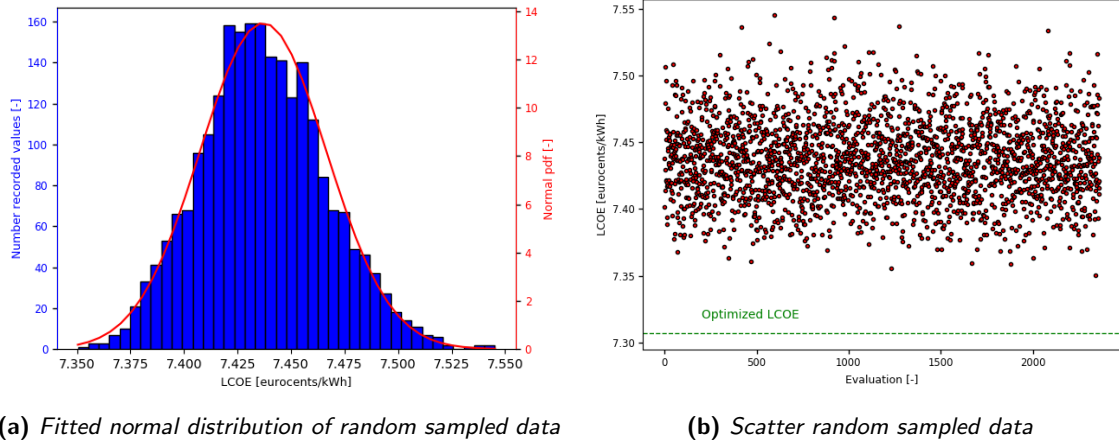 160
140
120
100
80
60
40
20
0
Number recorded values [-]
14
12
10
8
6
4
2
0
Normal pdf [-]
7.350 7.375 7.400 7.425 7.450 7.475 7.500 7.525 7.550
LCOE [eurocents/kWh]
7.55
7.50
7.45
7.40
7.35
7.30
LCOE [eurocents/kWh]
Optimized LCOE
0 500 1000 1500 2000
Evaluation [-]
(a) Fitted normal distribution of random sampled data
(b) Scatter random sampled data